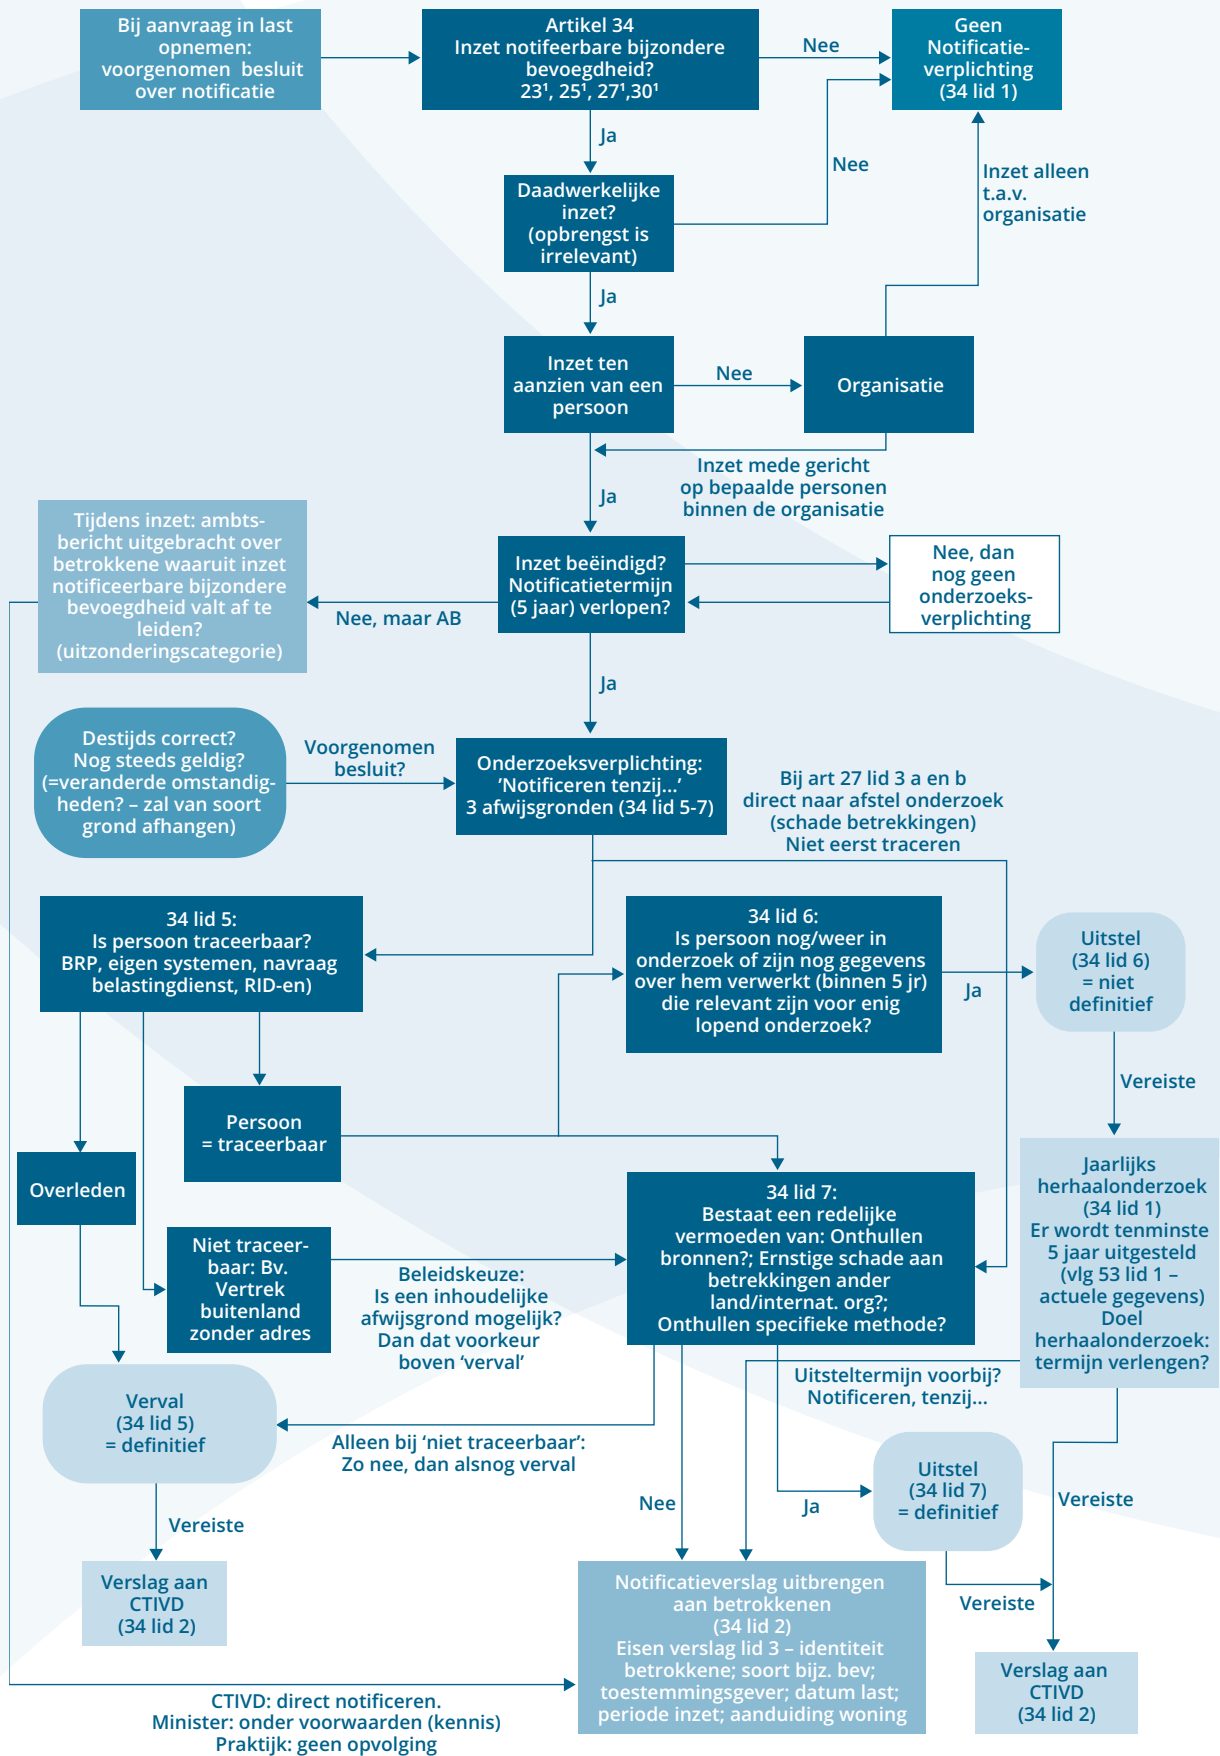 Bij aanvraag in last
opnemen:
voorgenomen besluit
over notificatie
Artikel 34
Inzet notifeerbare bijzondere
bevoegdheid?
23¹, 25¹, 27¹,30¹
Nee
Geen
Notificatie-
verplichting
(34 lid 1)
Ja
Nee
Inzet alleen
t.a.v.
organisatie
Daadwerkelijke
inzet?
(opbrengst is
irrelevant)
Ja
Inzet ten
aanzien van een
persoon
Nee
Organisatie
Inzet mede gericht
op bepaalde personen
binnen de organisatie
Ja
Tijdens inzet: ambts-
bericht uitgebracht over
betrokkene waaruit inzet
notificeerbare bijzondere
bevoegdheid valt af te
leiden?
(uitzonderingscategorie)
Nee, maar AB
Inzet beëindigd?
Notificatietermijn
(5 jaar) verlopen?
Nee, dan
nog geen
onderzoeks-
verplichting
Ja
Destijds correct?
Nog steeds geldig?
(=veranderde omstandig-
heden? – zal van soort
grond afhangen)
Voorgenomen
besluit?
Onderzoeksverplichting:
’Notificeren tenzij...’
3 afwijsgronden (34 lid 5-7)
Bij art 27 lid 3 a en b
direct naar afstel onderzoek
(schade betrekkingen)
Niet eerst traceren
34 lid 5:
Is persoon traceerbaar?
BRP, eigen systemen, navraag
belastingdienst, RID-en)
34 lid 6:
Is persoon nog/weer in
onderzoek of zijn nog gegevens
over hem verwerkt (binnen 5 jr)
die relevant zijn voor enig
lopend onderzoek?
Ja
Uitstel
(34 lid 6)
= niet
definitief
Vereiste
Persoon
= traceerbaar
Overleden
Niet traceer-
baar: Bv.
Vertrek
buitenland
zonder adres
Beleidskeuze:
Is een inhoudelijke
afwijsgrond mogelijk?
Dan dat voorkeur
boven ‘verval’
34 lid 7:
Bestaat een redelijke
vermoeden van: Onthullen
bronnen?; Ernstige schade aan
betrekkingen ander
land/internat. org?;
Onthullen specifieke methode?
Jaarlijks
herhaalonderzoek
(34 lid 1)
Er wordt tenminste
5 jaar uitgesteld
(vlg 53 lid 1 –
actuele gegevens)
Doel
herhaalonderzoek:
termijn verlengen?
Uitsteltermijn voorbij?
Notificeren, tenzij...
Verval
(34 lid 5)
= definitief
Alleen bij ‘niet traceerbaar’:
Zo nee, dan alsnog verval
Nee
Ja
Uitstel
(34 lid 7)
= definitief
Vereiste
Vereiste
Vereiste
Verslag aan
CTIVD
(34 lid 2)
Notificatieverslag uitbrengen
aan betrokkenen
(34 lid 2)
Eisen verslag lid 3 – identiteit
betrokkene; soort bijz. bev;
toestemmingsgever; datum last;
periode inzet; aanduiding woning
Verslag aan
CTIVD
(34 lid 2)
CTIVD: direct notificeren.
Minister: onder voorwaarden (kennis)
Praktijk: geen opvolging